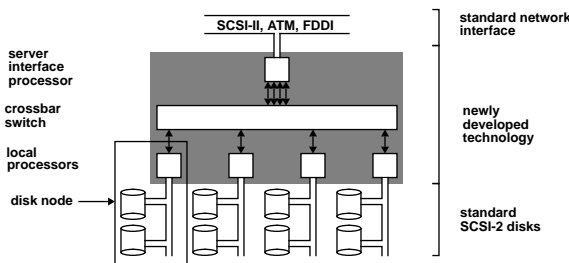 SCSI-II, ATM, FDDI
standard network
interface
server
interface
processor
crossbar
switch
newly
developed
technology
local
processors
disk node
standard
SCSI-2 disks